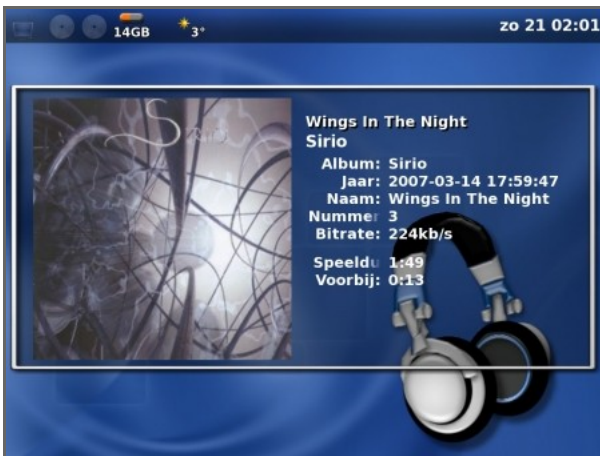 14GB
3°
zo 21 02:01
Sirio
Wings In The Night
Sirio
Album: Sirio
Jaar: 2007-03-14 17:59:47
Naam: Wings In The Night
Nummer 3
Bitrate: 224kb/s
Speeldu 1:49
Voorbij: 0:13